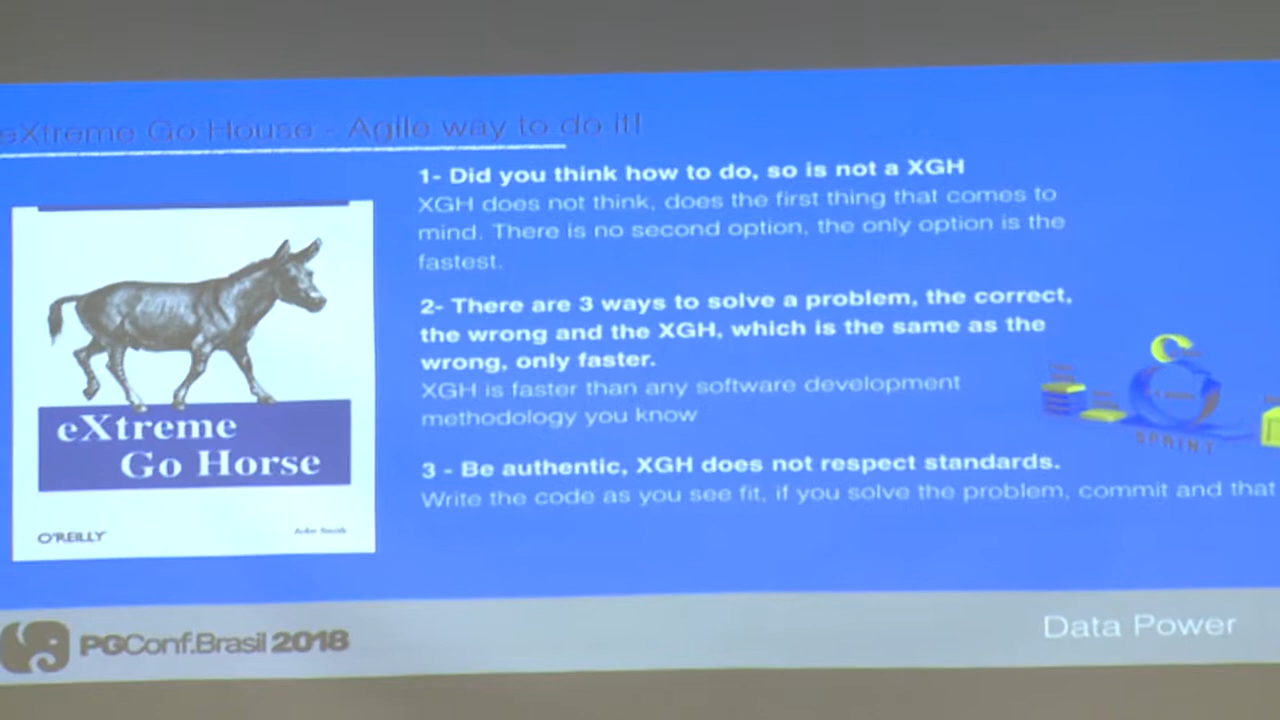 eXtreme Go House - Agile way to do it!
1- Did you think how to do, so is not a XGH
XGH does not think, does the first thing that comes to
mind. There is no second option, the only option is the
fastest.
2- There are 3 ways to solve a problem, the correct,
the wrong and the XGH, which is the same as the
wrong, only faster.
XGH is faster than any software development
methodology you know
3 - Be authentic, XGH does not respect standards.
Write the code as you see fit, if you solve the problem, commit and that
eXtreme
Go Horse
O'REILLY
SPRINT
PGConf.Brasil 2018
Data Power